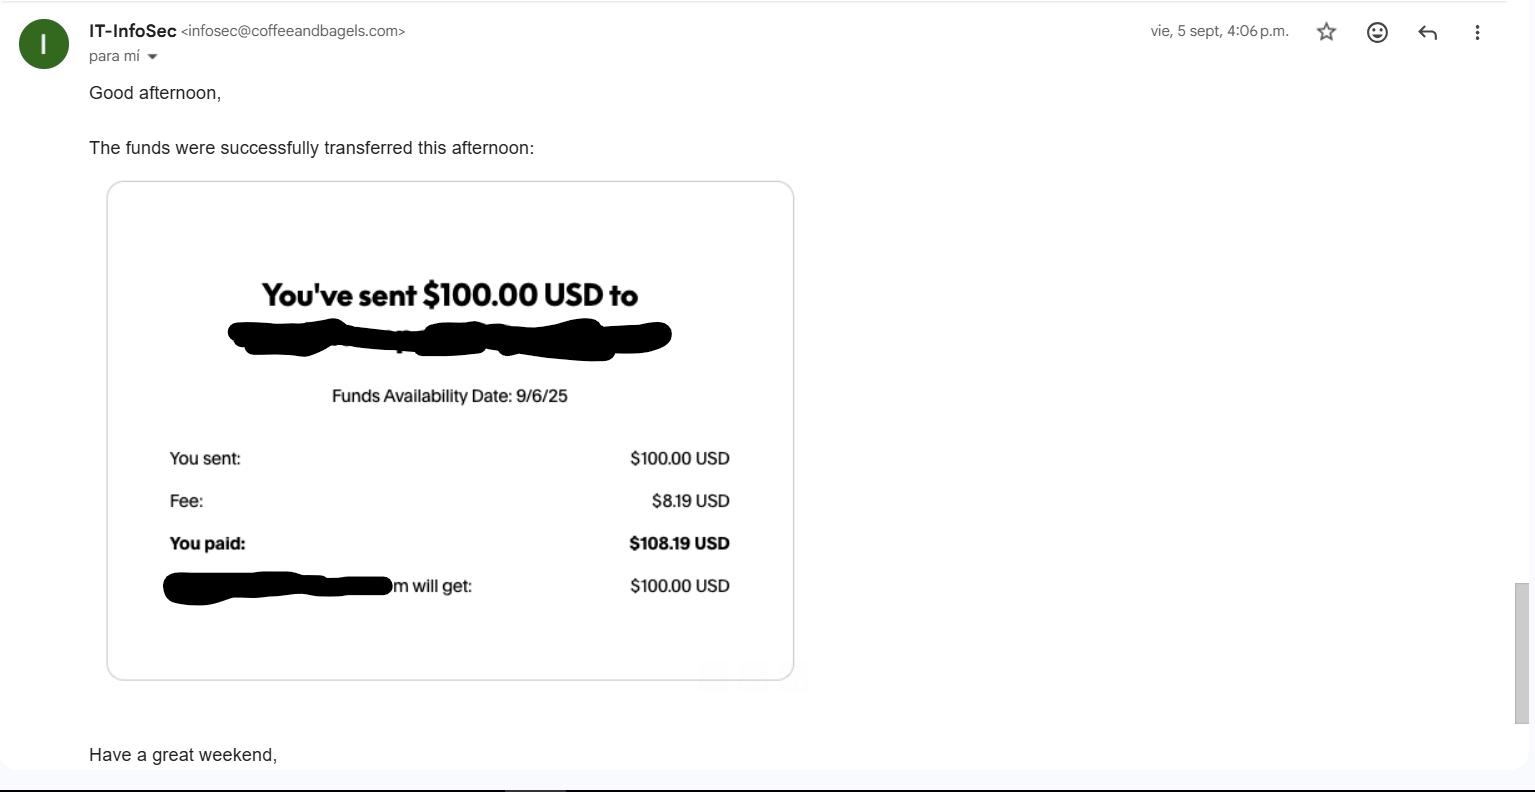 I
IT-InfoSec <infosec@coffeeandbagels.com>
vie, 5 sept, 4:06 p.m.
para mí
Good afternoon,
The funds were successfully transferred this afternoon:
You've sent $100.00 USD to
Funds Availability Date: 9/6/25
You sent: $100.00 USD
Fee: $8.19 USD
You paid: $108.19 USD
m will get: $100.00 USD
Have a great weekend,